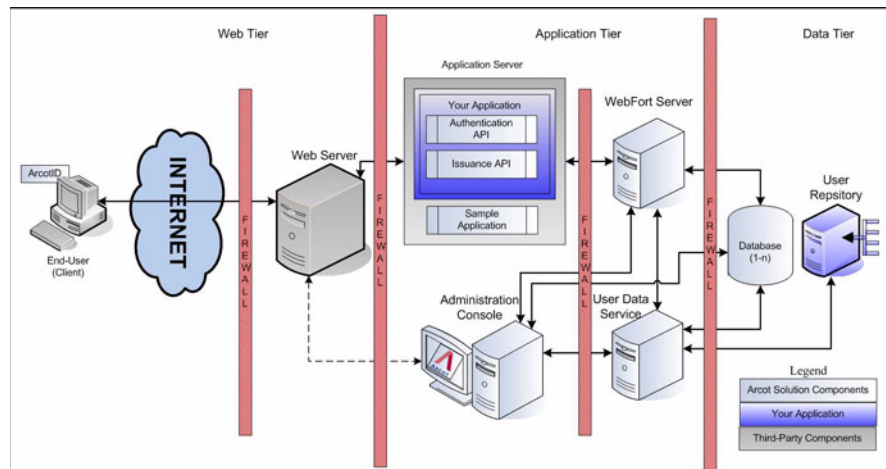 Web Tier
Application Tier
Data Tier
Application Server
Your Application
Authentication
API
Issuance API
Sample
Application
WebFort Server
Web Server
ArcotID
INTERNET
End-User
(Client)
FIREWALL
FIREWALL
FIREWALL
FIREWALL
User
Repsitory
Database
(1-n)
Administration
Console
User Data
Service
ARCOT
Legend
Arcot Solution Components
Your Application
Third-Party Components